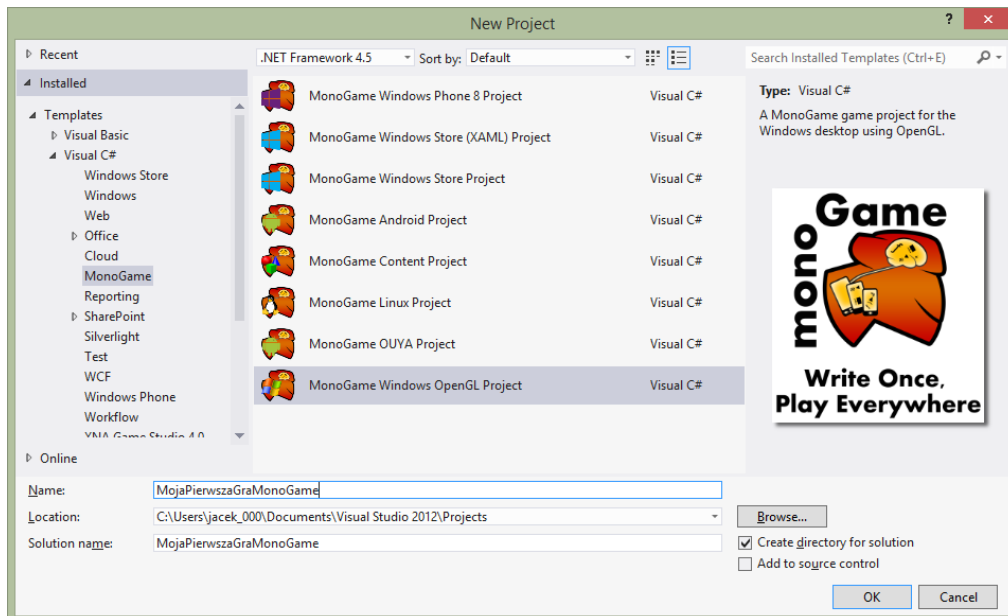 New Project
?
×
Recent
.NET Framework 4.5
Sort by:
Default
Search Installed Templates (Ctrl+E)
Installed
Templates
Visual Basic
Visual C#
Windows Store
Windows
Web
Office
Cloud
MonoGame
Reporting
SharePoint
Silverlight
Test
WCF
Windows Phone
Workflow
XNA Game Studio 4.0
Online
MonoGame Windows Phone 8 Project Visual C#
MonoGame Windows Store (XAML) Project Visual C#
MonoGame Windows Store Project Visual C#
MonoGame Android Project Visual C#
MonoGame Content Project Visual C#
MonoGame Linux Project Visual C#
MonoGame OUYA Project Visual C#
MonoGame Windows OpenGL Project Visual C#
Type: Visual C#
A MonoGame game project for the
Windows desktop using OpenGL.
mono
Game
Write Once,
Play Everywhere
Name: MojaPierwszaGraMonoGame
Location: C:\Users\jacek_000\Documents\Visual Studio 2012\Projects
Browse...
Solution name: MojaPierwszaGraMonoGame
Create directory for solution
Add to source control
OK
Cancel